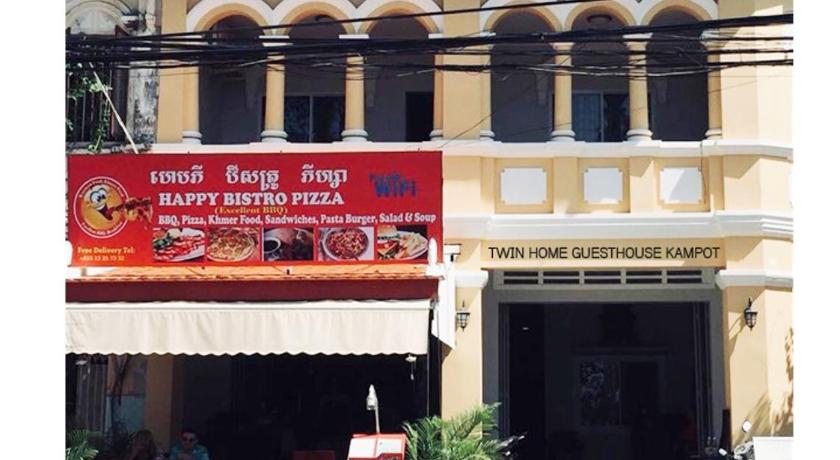 ហេបភី ប៊ីសត្រូ ភីហ្សា
Free WiFi
HAPPY BISTRO PIZZA
(Excellent BBQ)
BBQ, Pizza, Khmer Food, Sandwiches, Pasta Burger, Salad & Soup
Free Delivery Tel:
TWIN HOME GUESTHOUSE KAMPOT